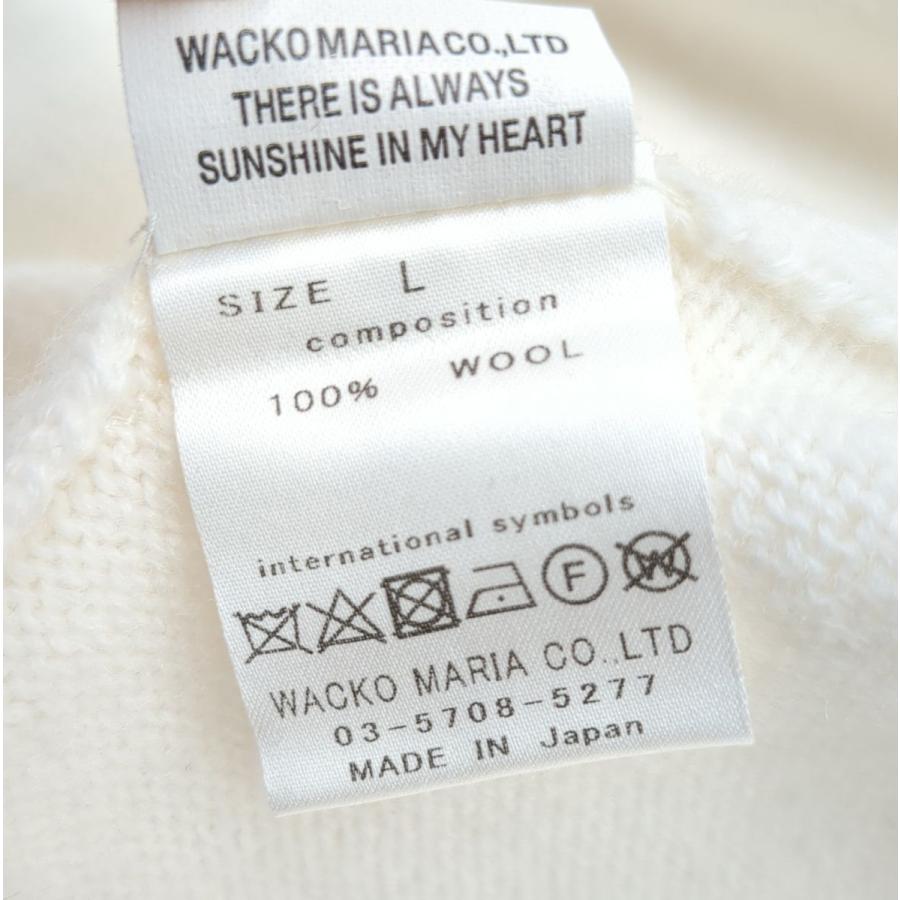 WACKO MARIA CO.,LTD
THERE IS ALWAYS
SUNSHINE IN MY HEART
SIZE L
composition
100% WOOL
international symbols
F W
WACKO MARIA CO.,LTD
03-5708-5277
MADE IN Japan